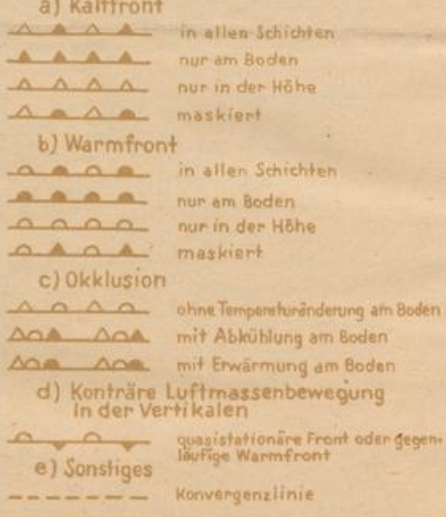 a) Kaltfront
in allen Schichten
nur am Boden
nur in der Höhe
maskiert
b) Warmfront
in allen Schichten
nur am Boden
nur in der Höhe
maskiert
c) Okklusion
ohne Temperaturänderung am Boden
mit Abkühlung am Boden
mit Erwärmung am Boden
d) Konträre Luftmassenbewegung
in der Vertikalen
quasistationäre Front oder gegen-
läufige Warmfront
e) Sonstiges
Konvergenzlinie